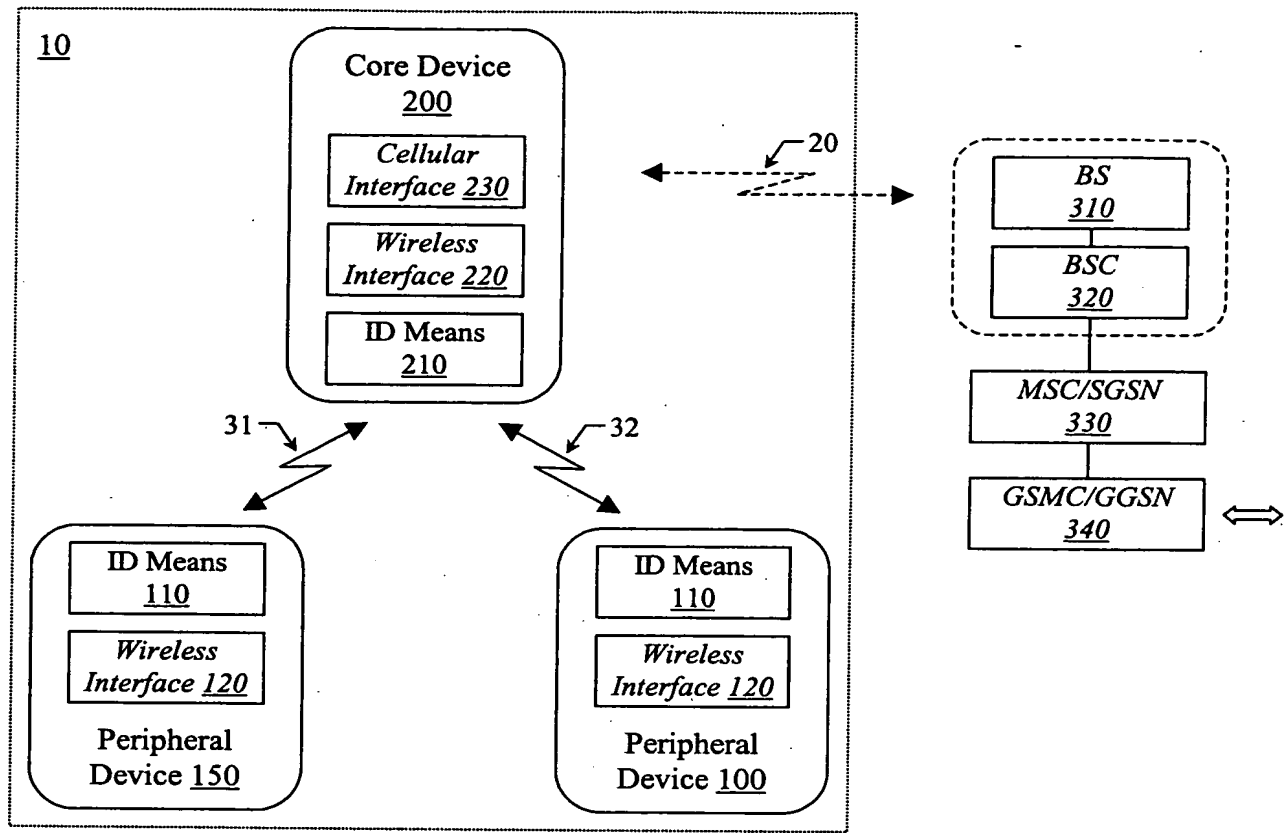 10
Core Device
200
Cellular
Interface 230
Wireless
Interface 220
ID Means
210
20
BS
310
BSC
320
MSC/SGSN
330
GSMC/GGSN
340
31
32
ID Means
110
Wireless
Interface 120
Peripheral
Device 150
ID Means
110
Wireless
Interface 120
Peripheral
Device 100